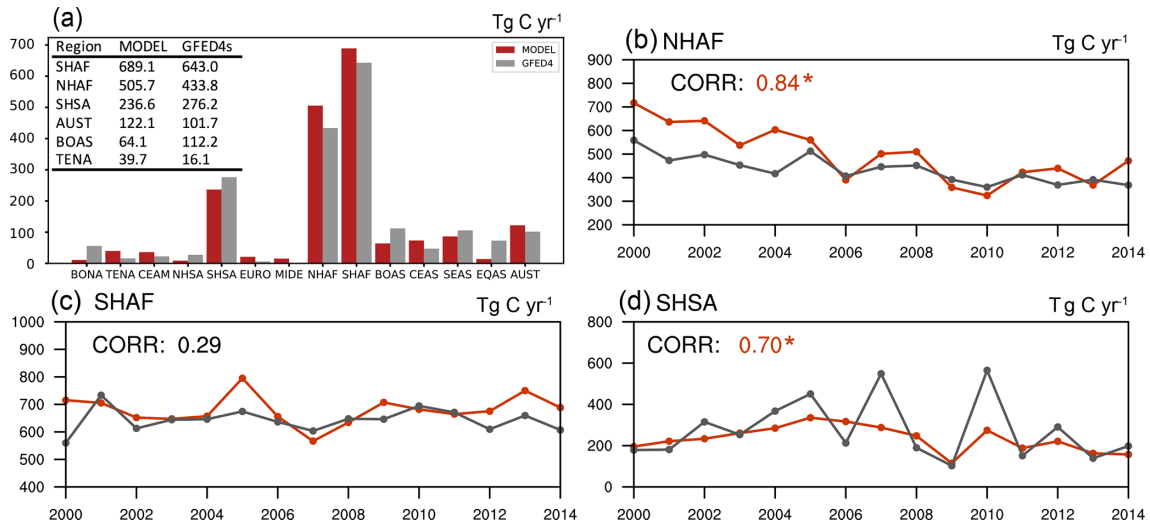 (a)
Tg C yr-1
700
600
500
400
300
200
100
0
Region MODEL GFED4s
SHAF 689.1 643.0
NHAF 505.7 433.8
SHSA 236.6 276.2
AUST 122.1 101.7
BOAS 64.1 112.2
TENA 39.7 16.1
MODEL
GFED4
BONA TENA CEAM NHSA SHSA EURO MIDE NHAF SHAF BOAS CEAS SEAS EQAS AUST
(b) NHAF
Tg C yr-1
CORR: 0.84*
900
800
700
600
500
400
300
200
2000 2002 2004 2006 2008 2010 2012 2014
(c) SHAF
Tg C yr-1
CORR: 0.29
1000
900
800
700
600
500
400
2000 2002 2004 2006 2008 2010 2012 2014
(d) SHSA
Tg C yr-1
CORR: 0.70*
800
600
400
200
0
2000 2002 2004 2006 2008 2010 2012 2014